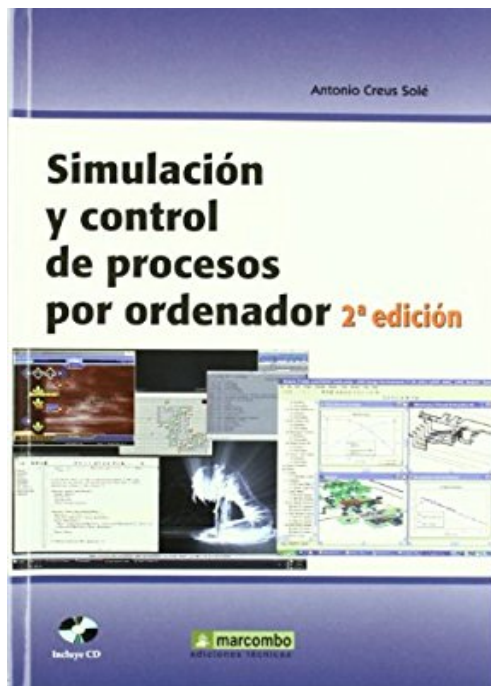 Antonio Creus Solé
Simulación
y control
de procesos
por ordenador 2ª edición
Incluye CD
marcombo
ediciones técnicas